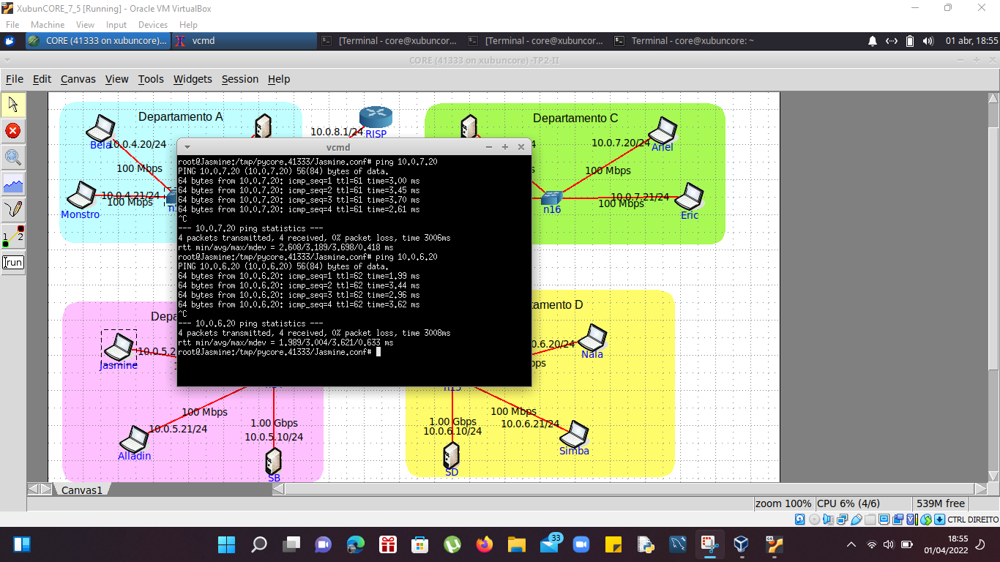 XubunCORE_7_5 [Running] - Oracle VM VirtualBox
File Machine View Input Devices Help
CORE (41333 on xubuncore)... vcmd [Terminal - core@xubuncor... [Terminal - core@xubuncor... Terminal - core@xubuncore: ~ 01 abr, 18:55
CORE (41333 on xubuncore) -TP2-II
File Edit Canvas View Tools Widgets Session Help
Departamento A
Departamento C
10.0.8.1/24
RISP
Bela
10.0.4.20/24
100 Mbps
10.0.4.21/24
100 Mbps
Monstro
10.0.7.20/24
Ariel
100 Mbps
10.0.7.21/24
100 Mbps
n16
Eric
1 2
run
vcmd
root@Jasmine:/tmp/pycore.41333/Jasmine.conf# ping 10.0.7.20
PING 10.0.7.20 (10.0.7.20) 56(84) bytes of data.
64 bytes from 10.0.7.20: icmp_seq=1 ttl=61 time=3.00 ms
64 bytes from 10.0.7.20: icmp_seq=2 ttl=61 time=3.45 ms
64 bytes from 10.0.7.20: icmp_seq=3 ttl=61 time=3.70 ms
64 bytes from 10.0.7.20: icmp_seq=4 ttl=61 time=2.61 ms
^C
--- 10.0.7.20 ping statistics ---
4 packets transmitted, 4 received, 0% packet loss, time 3006ms
rtt min/avg/max/mdev = 2.608/3.189/3.698/0.418 ms
root@Jasmine:/tmp/pycore.41333/Jasmine.conf# ping 10.0.6.20
PING 10.0.6.20 (10.0.6.20) 56(84) bytes of data.
64 bytes from 10.0.6.20: icmp_seq=1 ttl=62 time=1.99 ms
64 bytes from 10.0.6.20: icmp_seq=2 ttl=62 time=3.44 ms
64 bytes from 10.0.6.20: icmp_seq=3 ttl=62 time=2.96 ms
64 bytes from 10.0.6.20: icmp_seq=4 ttl=62 time=3.62 ms
^C
--- 10.0.6.20 ping statistics ---
4 packets transmitted, 4 received, 0% packet loss, time 3008ms
rtt min/avg/max/mdev = 1.989/3.004/3.621/0.633 ms
root@Jasmine:/tmp/pycore.41333/Jasmine.conf#
Depa
rtamento D
10.0.5.2
Jasmine
.0.6.20/24
Nala
bps
100 Mbps
10.0.5.21/24
Alladin
1.00 Gbps
10.0.5.10/24
SB
n15
100 Mbps
1.00 Gbps
10.0.6.21/24
10.0.6.10/24
Simba
SD
Canvas1
zoom 100% CPU 6% (4/6) 539M free
CTRL DIREITO
33
18:55
01/04/2022